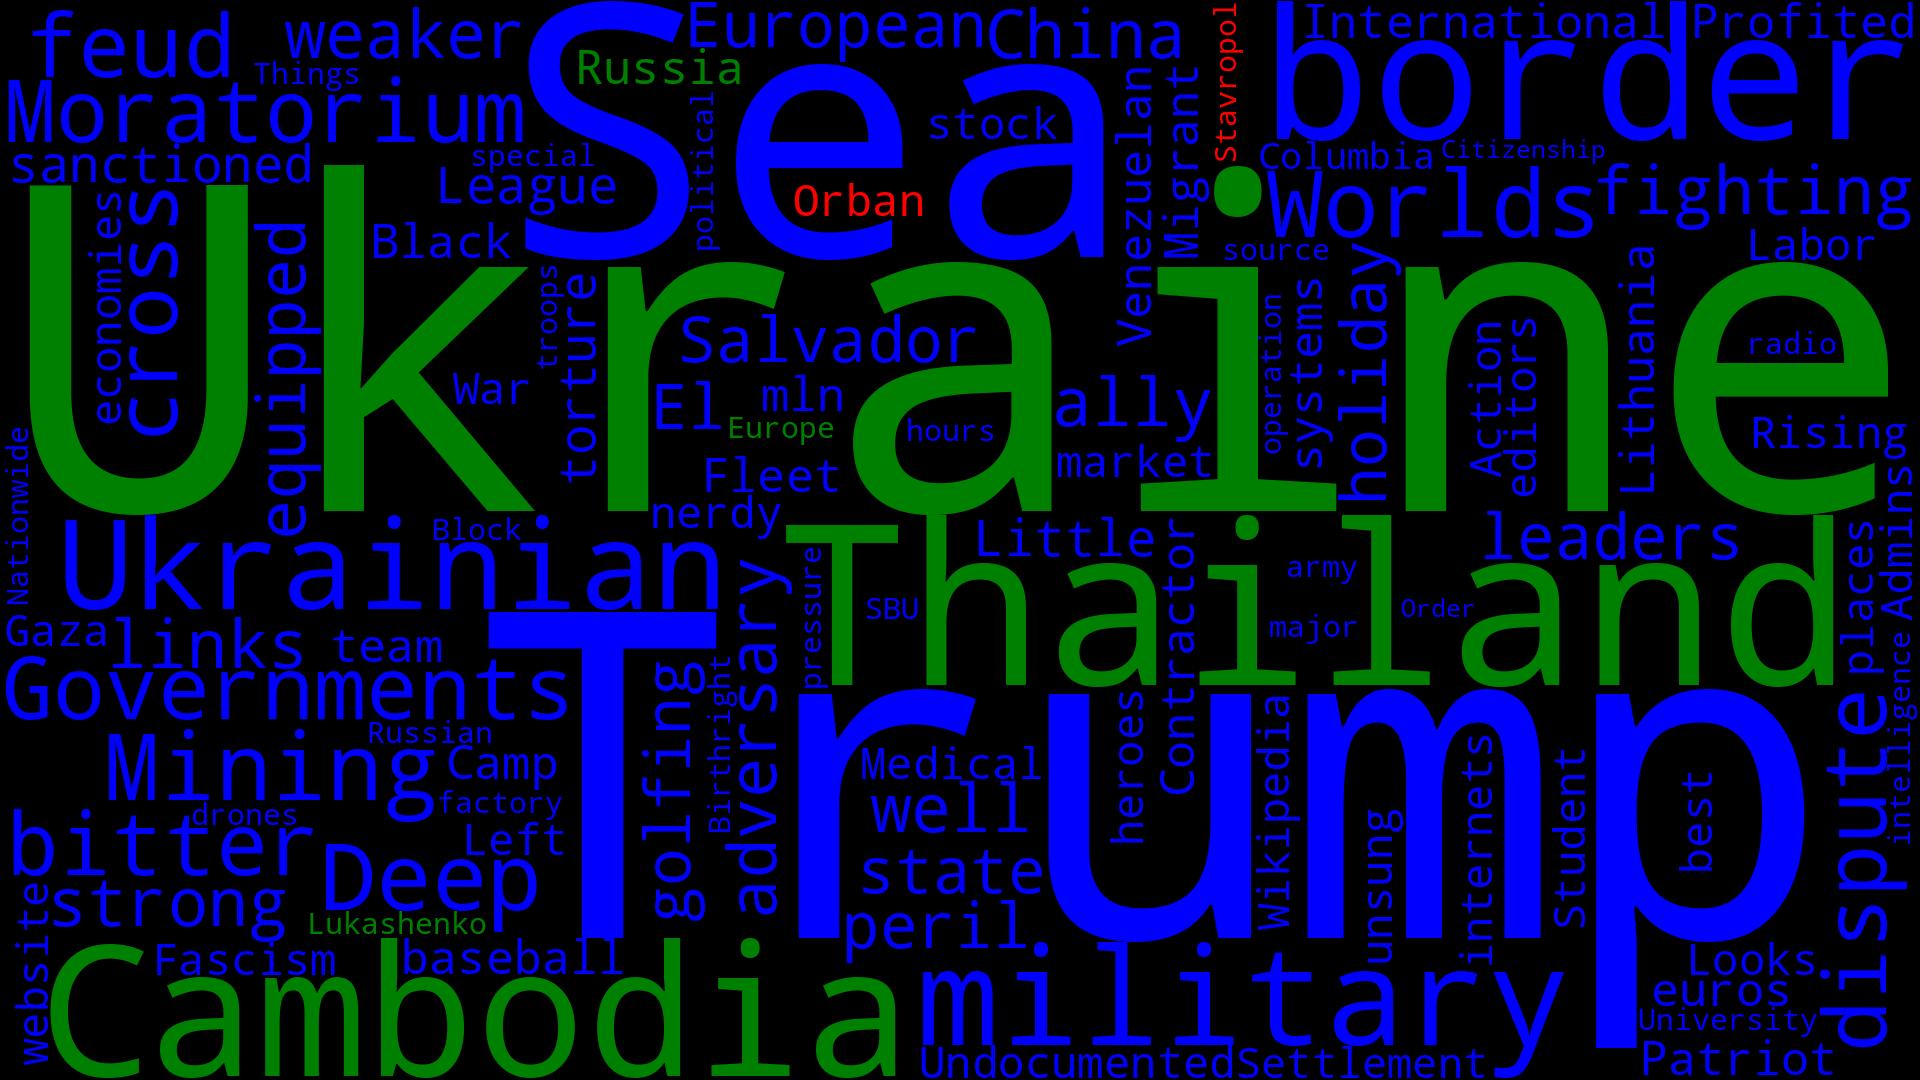 feud
weaker
Sea
European
China
Stavropol
International
Profited
border
Things
Russia
Moratorium
political
stock
Venezuelan
Migrant
sanctioned
special
League
Orban
Columbia
Citizenship
Worlds
fighting
Ukraine
economies
cross
equipped
Black
troops
torture
source
systems
holiday
Lithuania
Labor
Salvador
operation
Action
editors
radio
War
El
mln
ally
Europe
hours
Rising
Nationwide
Fleet
market
nerdy
go
Ukrainian
Block
Thailand
Little
Contractor
leaders
places
Admins
adversary
pressure
SBU
army
major
Order
Gaza
links
team
Trump
Governments
golfing
Birthright
heroes
Wikipedia
internets
dispute
intelligence
Russian
Mining
Camp
Medical
Student
best
factory
drones
bitter
Left
well
unsung
Deep
state
strong
website
Lukashenko
peril
Cambodia
Fascism
baseball
military
Looks
euros
University
Undocumented
Settlement
Patriot